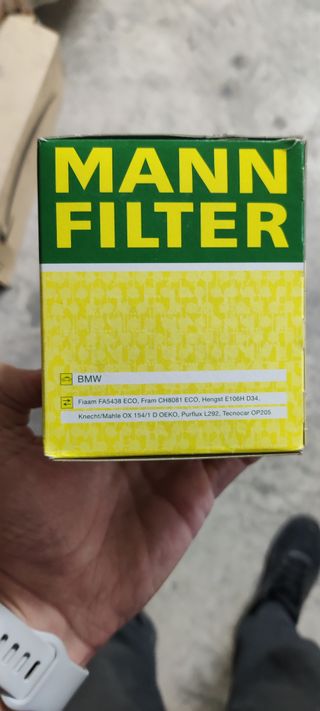 MANN
FILTER
BMW
Fiaam FA5438 ECO, Fram CH8081 ECO, Hengst E106H D34,
Knecht/Mahle OX 154/1 D OEKO, Purflux L292, Tecnocar OP205